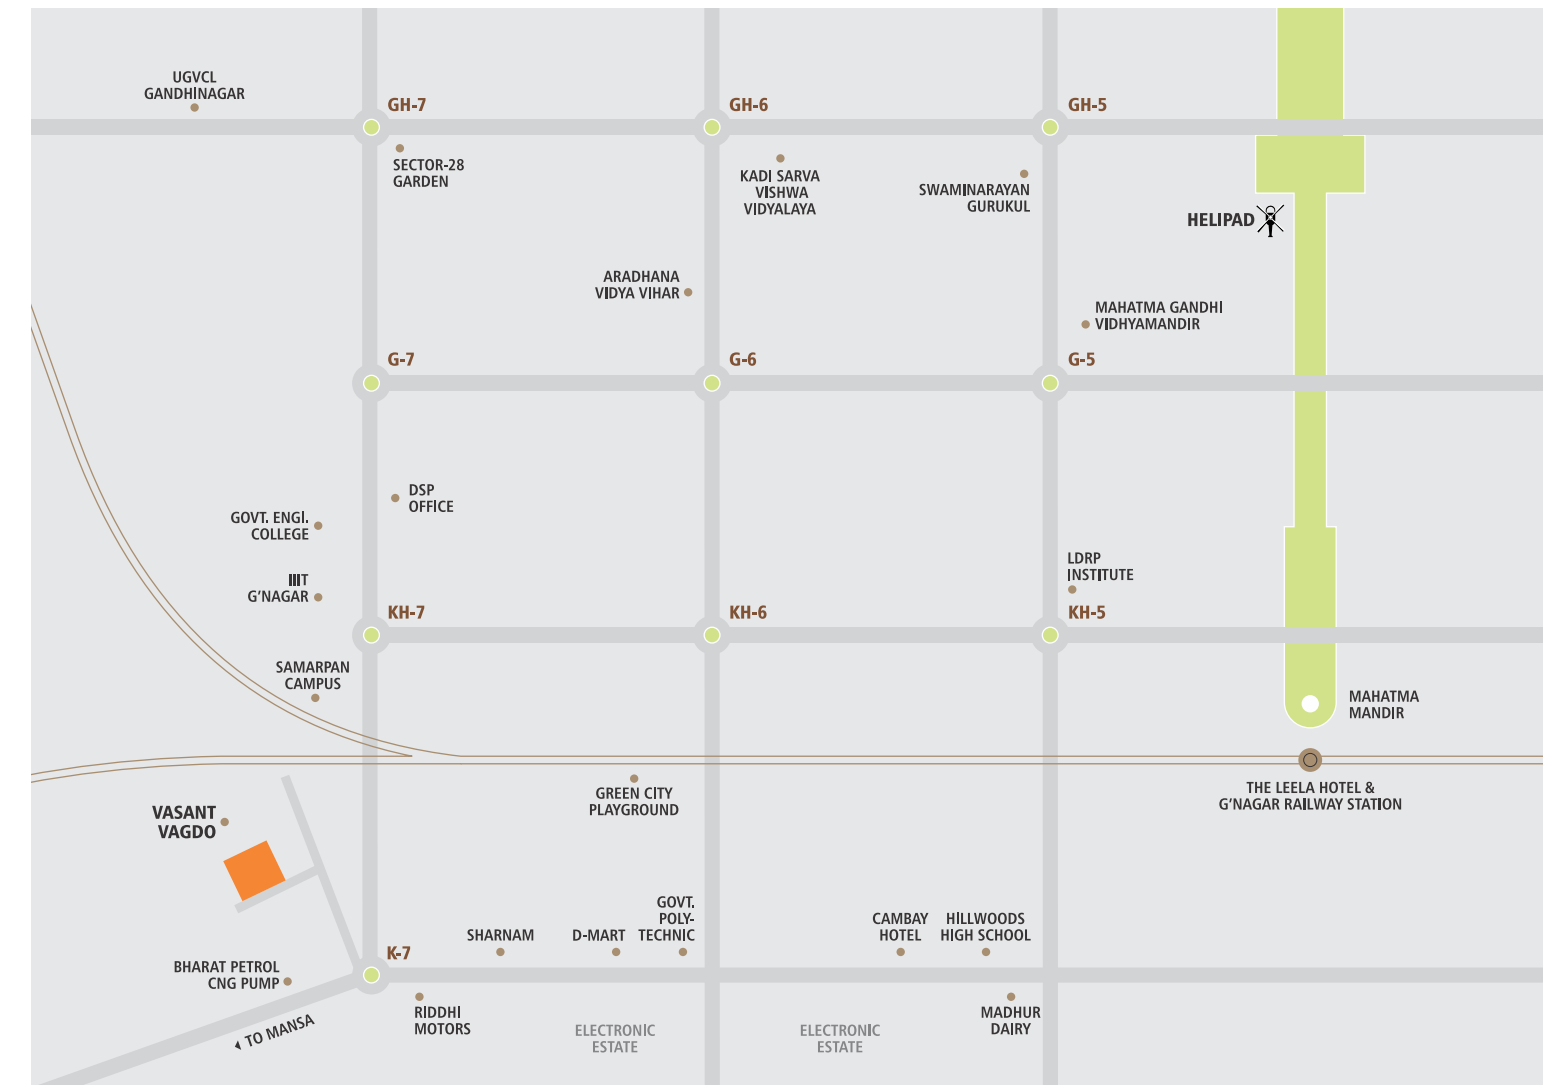 UGVCL
GANDHINAGAR
GH-7
GH-6
GH-5
SECTOR-28
GARDEN
KADI SARVA
VISHWA
VIDYALAYA
SWAMINARAYAN
GURUKUL
HELIPAD
ARADHANA
VIDYA VIHAR
MAHATMA GANDHI
VIDHYAMANDIR
G-7
G-6
G-5
DSP
OFFICE
GOVT. ENGI.
COLLEGE
IIIT
G'NAGAR
LDRP
INSTITUTE
KH-7
KH-6
KH-5
SAMARPAN
CAMPUS
MAHATMA
MANDIR
THE LEELA HOTEL &
G'NAGAR RAILWAY STATION
GREEN CITY
PLAYGROUND
VASANT
VAGDO
SHARNAM
D-MART
GOVT.
POLY-
TECHNIC
CAMBAY
HOTEL
HILLWOODS
HIGH SCHOOL
K-7
BHARAT PETROL
CNG PUMP
TO MANSA
RIDDHI
MOTORS
ELECTRONIC
ESTATE
ELECTRONIC
ESTATE
MADHUR
DAIRY